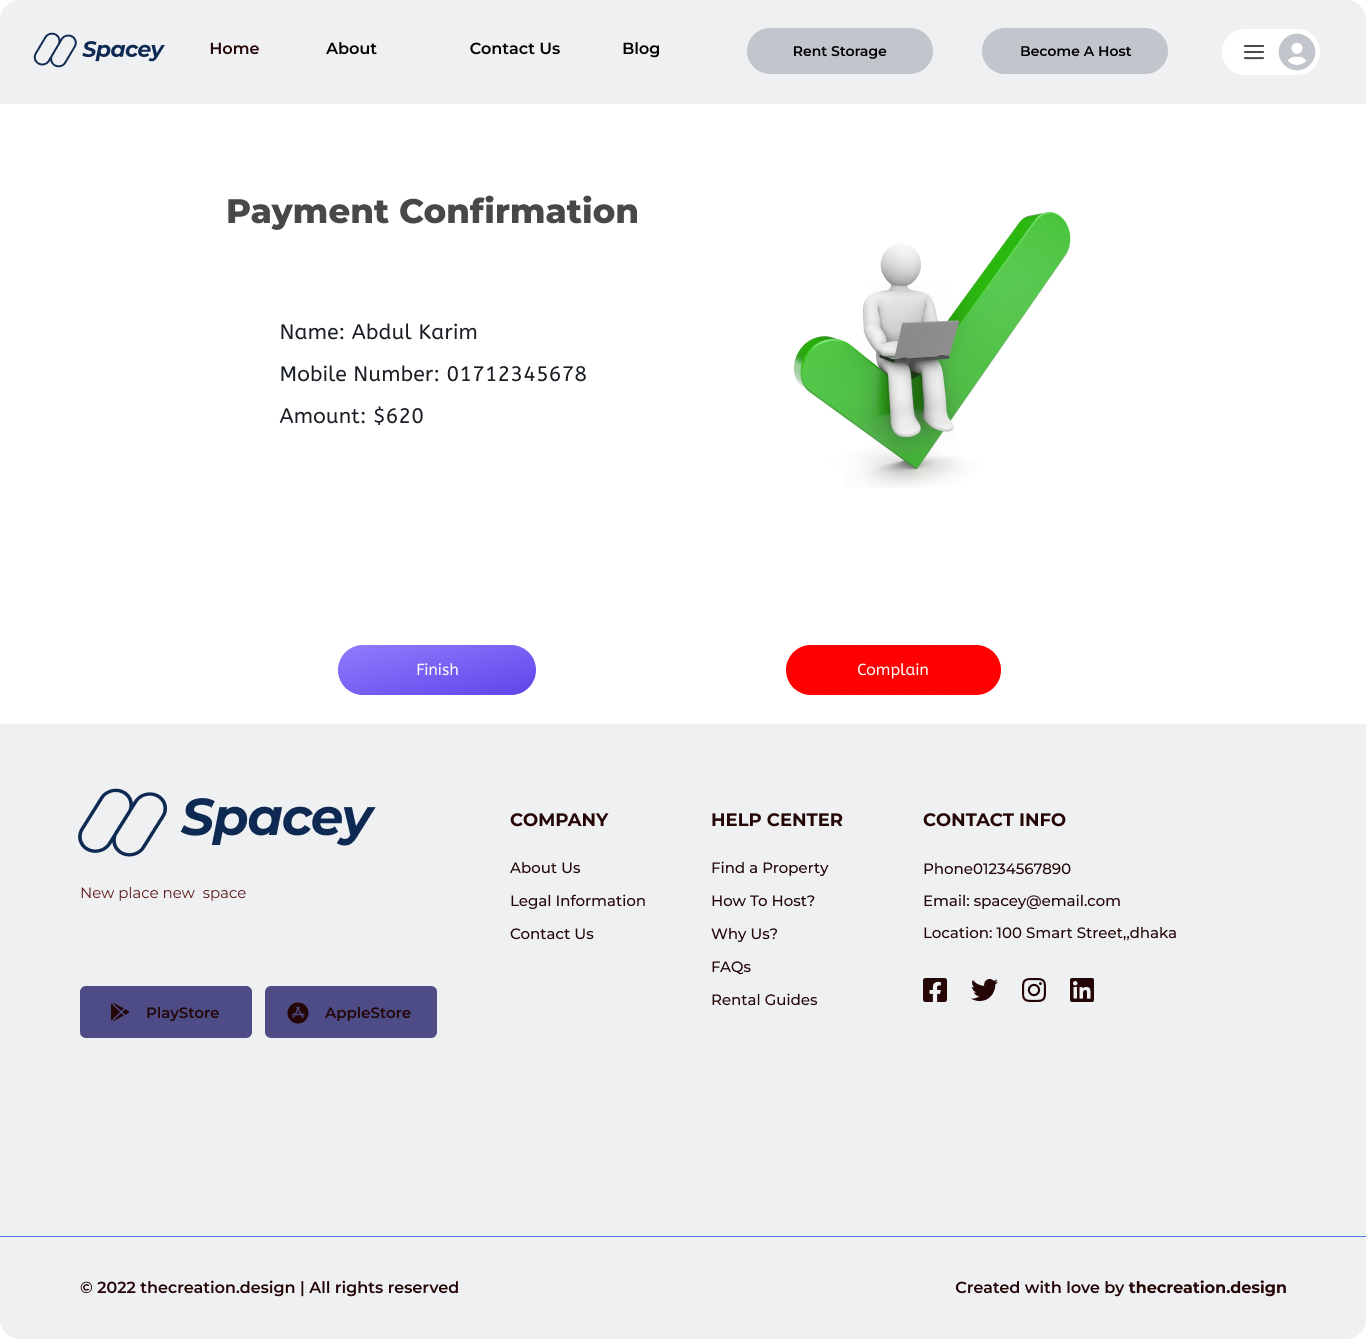 Spacey
Home About Contact Us Blog Rent Storage Become A Host
Payment Confirmation
Name: Abdul Karim
Mobile Number: 01712345678
Amount: $620
Finish Complain
Spacey
New place new  space
PlayStore AppleStore
COMPANY
About Us
Legal Information
Contact Us
HELP CENTER
Find a Property
How To Host?
Why Us?
FAQs
Rental Guides
CONTACT INFO
Phone01234567890
Email: spacey@email.com
Location: 100 Smart Street,,dhaka
© 2022 thecreation.design | All rights reserved
Created with love by thecreation.design